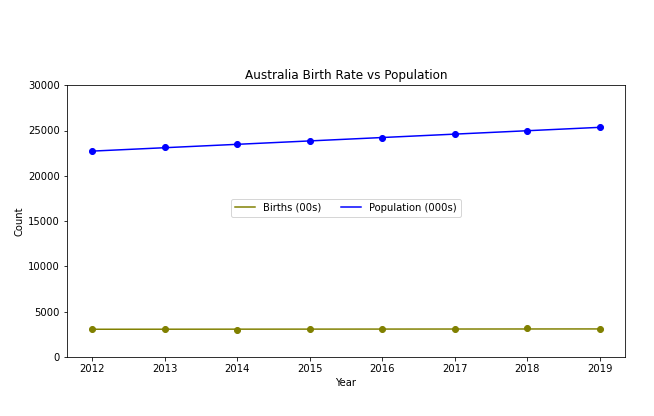 Australia Birth Rate vs Population
30000
25000
20000
15000
10000
5000
0
Count
Births (00s) Population (000s)
2012 2013 2014 2015 2016 2017 2018 2019
Year